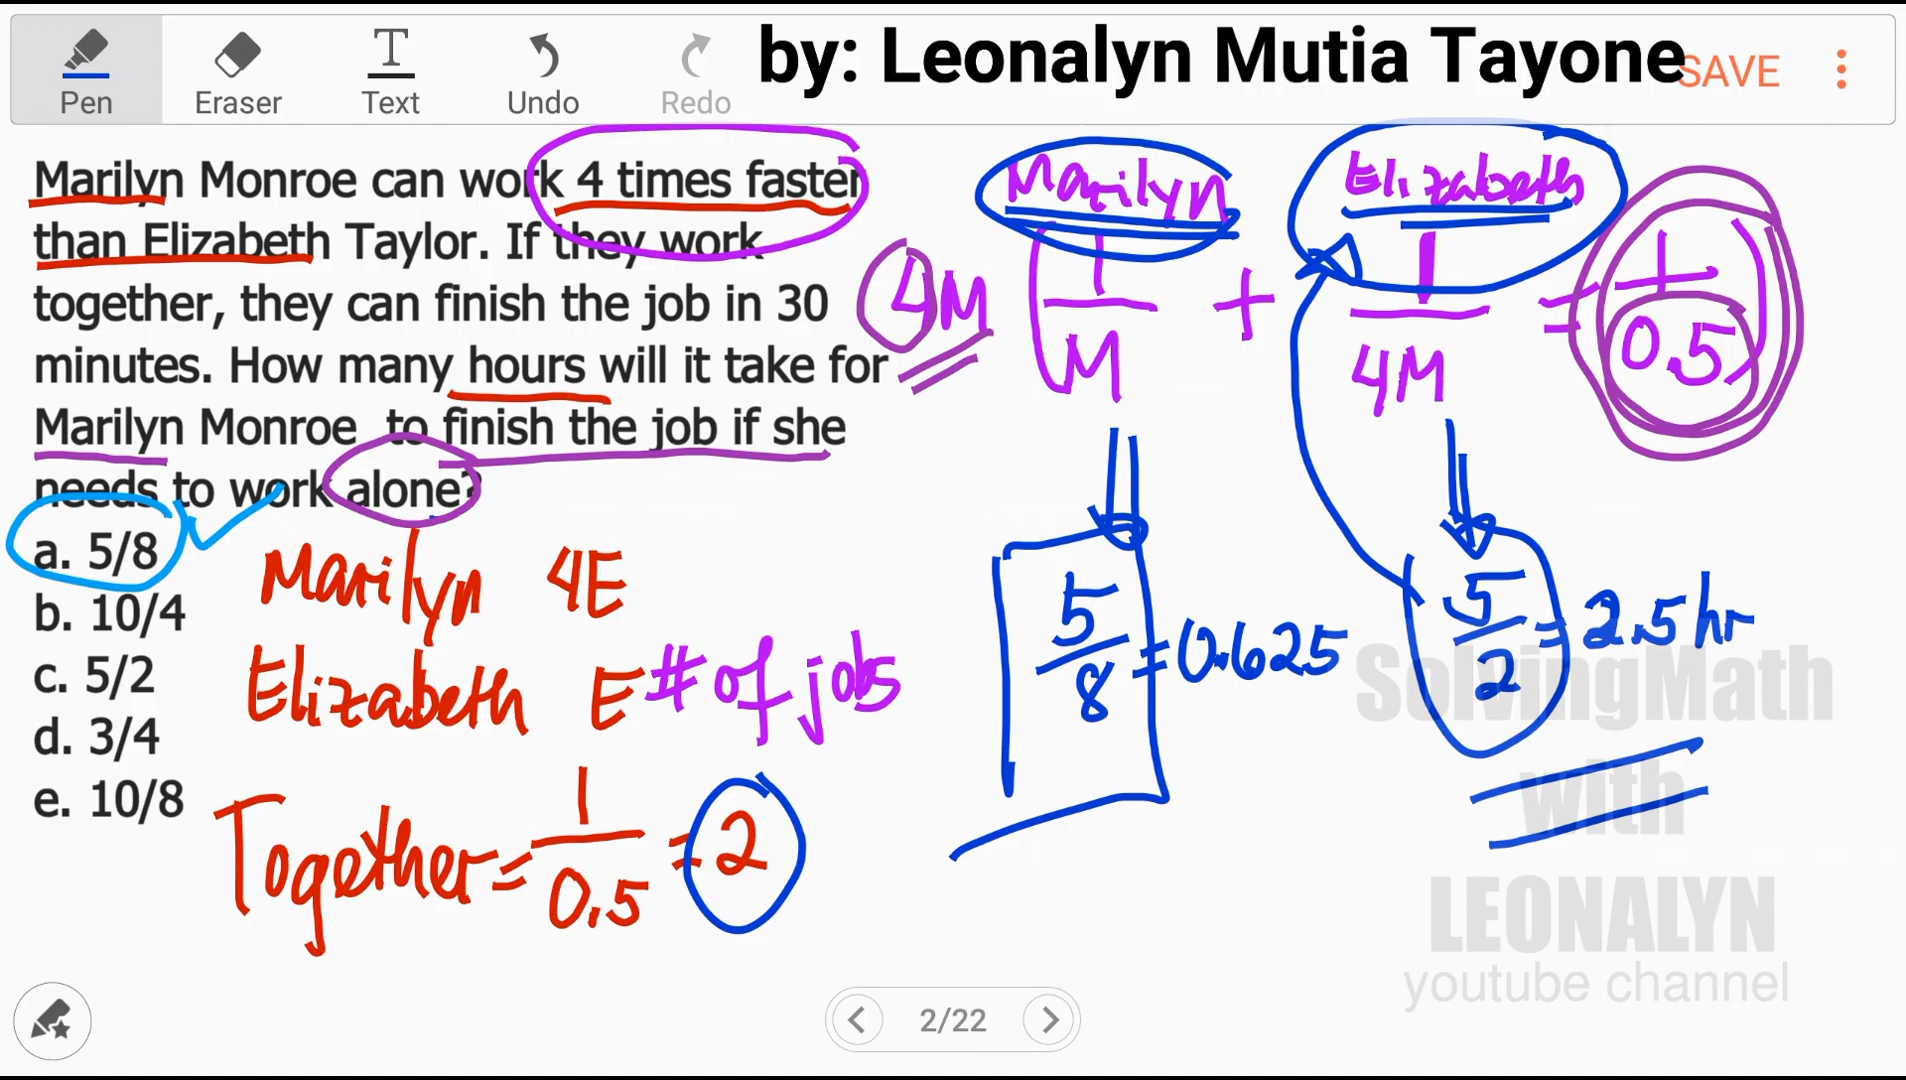 by: Leonalyn Mutia Tayone
Pen Eraser Text Undo Redo SAVE
Marilyn Monroe can work 4 times faster
than Elizabeth Taylor. If they work
together, they can finish the job in 30
minutes. How many hours will it take for
Marilyn Monroe to finish the job if she
needs to work alone?
a. 5/8
b. 10/4
c. 5/2
d. 3/4
e. 10/8
Marilyn 4E
Elizabeth E
# of jobs
Together = 1/0.5 = 2
Marilyn Elizabeth
4M 1/M + 1/4M = 1/0.5
5/8 = 0.625
5/2 = 2.5 hr
SolvingMath
with
LEONALYN
youtube channel
2/22